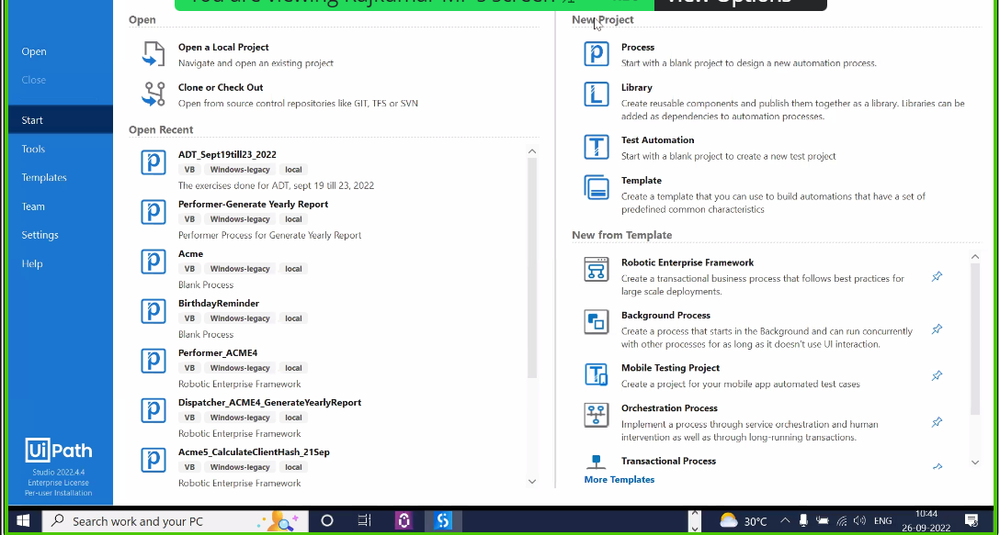 Open
Close
Start
Tools
Templates
Team
Settings
Help
UiPath
Studio 2022.4.4
Enterprise License
Per-user Installation
Open
Open a Local Project
Navigate and open an existing project
Clone or Check Out
Open from source control repositories like GIT, TFS or SVN
Open Recent
ADT_Sept19till23_2022
VB Windows-legacy local
The exercises done for ADT, sept 19 till 23, 2022
Performer-Generate Yearly Report
VB Windows-legacy local
Performer Process for Generate Yearly Report
Acme
VB Windows-legacy local
Blank Process
BirthdayReminder
VB Windows-legacy local
Blank Process
Performer_ACME4
VB Windows-legacy local
Robotic Enterprise Framework
Dispatcher_ACME4_GenerateYearlyReport
VB Windows-legacy local
Robotic Enterprise Framework
Acme5_CalculateClientHash_21Sep
VB Windows-legacy local
Robotic Enterprise Framework
New Project
Process
Start with a blank project to design a new automation process.
Library
Create reusable components and publish them together as a library. Libraries can be
added as dependencies to automation processes.
Test Automation
Start with a blank project to create a new test project
Template
Create a template that you can use to build automations that have a set of
predefined common characteristics
New from Template
Robotic Enterprise Framework
Create a transactional business process that follows best practices for
large scale deployments.
Background Process
Create a process that starts in the Background and can run concurrently
with other processes for as long as it doesn't use UI interaction.
Mobile Testing Project
Create a project for your mobile app automated test cases
Orchestration Process
Implement a process through service orchestration and human
intervention as well as through long-running transactions.
Transactional Process
More Templates
Search work and your PC
30°C
ENG
10:44
26-09-2022